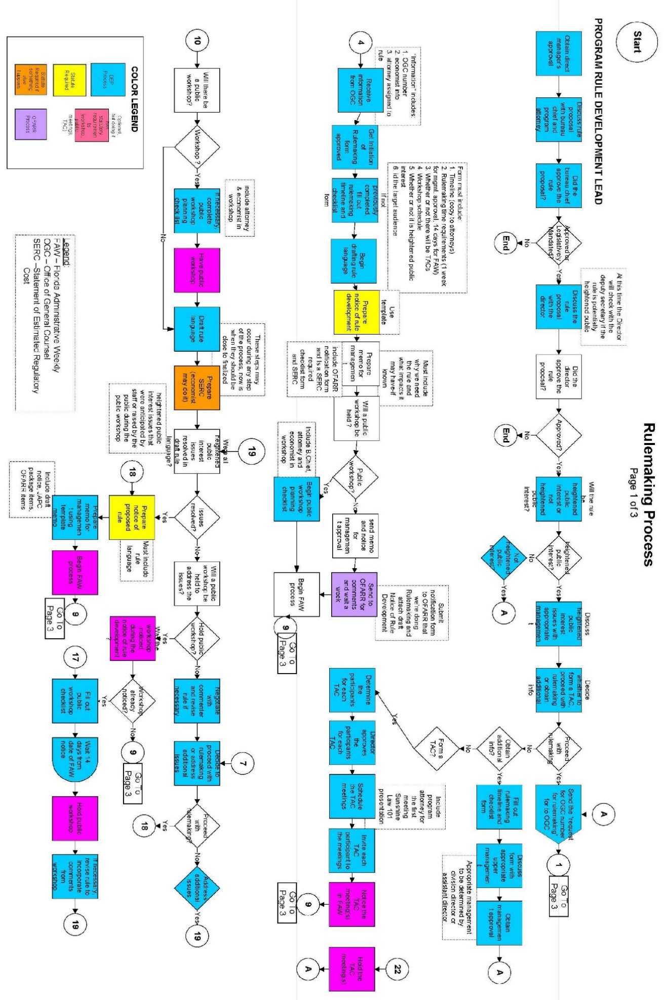 Rulemaking Process
Page 1 of 3
Start
PROGRAM RULE DEVELOPMENT LEAD
Obtain direct
manager's
approval
Discuss rule
proposal
with bureau
chief and
program
attorney
Did the
bureau chief
approve the
rule
proposal?
Approved or
Legislatively
Mandated?
No
End
Yes
At this time the Director
will check with the
deputy secretary if the
rule is potentially
heightened public
Discuss the
rule
proposal
with the
director
Did the
director
approve the
rule
proposal?
Approved?
No
End
Yes
Will the rule
be
heightened
public
interest or
not
heightened
public
interest?
heightened
public
interest?
No
Not
heightened
public
interest?
Yes
A
Yes
Discuss
heightened
public
interest
issues with
appropriate
managemen
t
Decide
whether to
form a TAC,
proceed with
rulemaking
or obtain
additional
info
Proceed
with
rulemaking
Yes
A
Send the "request
for OGC number
for rulemaking"
for to OGC
1
Go To
Page 3
No
Obtain
additional
info?
Yes
Fill out
rulemaking
timeline and
checklist
form
Discuss
form with
appropriate
upper
managemen
t
Appropriate management
to be determined by
division director or
assistant director
Obtain
managemen
t approval
A
No
Form a
TAC?
Yes
4
"Information" includes:
1. OGC number
2. economist info
3. attorney assigned to
rule
Receive
information
from OGC
Get Initiation
of
Rulemaking
form
approved
Form must include:
1. Timeline (copy to attorneys)
2. Rulemaking time requirements (1 week
for mgmt. approval, 14 days for FAW)
3. Whether or not there will be TACs
4. Workshop schedule
5. Whether or not it is heightened public
interest
6. id the target audience
If not
previously
completed,
fill out
rulemaking
timeline and
checklist
form
Begin
drafting rule
language
Use
template
Prepare
notice of rule
development
Prepare
memo for
managemen
t
Must include
why we need
the rule and
what impacts it
may have-if
known
include OFARR
notification form
and Is a SERC
required
checklist form
and SERC
Will a public
workshop be
held ?
Public
workshop?
Yes
Include B.Chief,
attorney and
economist in
workshop
Begin public
workshop
planning
checklist
No
send memo
and notice
for
managemen
t approval
Send to
OFARR for
comments
and wait a
week
Submit
notification form
to OFARR that
we're doing
Rulemaking and
attach draft
Notice of Rule
Development
Begin FAW
process
9
Go To
Page 3
Determine
the
participants
for each
TAC
Director
approves
the
participants
for each
TAC
Schedule
the TAC
meetings
Include
program
attorney for
the first
meeting
Sunshine
Law 101
presentation
Invite each
TAC
participant to
the meetings
Notice the
TAC
meeting(s)
in FAW
9
Go To
Page 3
22
Hold the
TAC
meeting(s)
A
10
Will there be
a public
workshop?
Workshop ?
Yes
No
If necessary,
complete
public
workshop
planning
check list
include attorney
& economist in
workshop
Have public
workshop
Draft rule
language
These steps may
occur during any step
of the process, now is
when they should be
close to finalized
Prepare
SERC
(economist
may do it)
19
Were all
heightened
public
interest
issues
resolved in
draft rule
language?
heightened public
interest issues that
were anticipated by
staff or raised by the
public during the
public workshop
Issues
resolved?
Yes
18
Prepare
notice of
proposed
rule
Must include
rule
language
Prepare
memo for
managemen
t using
template
memo
Include draft
notice, JAPC
package items,
OFARR items
Begin FAW
process
9
Go To
Page 3
No
Will a public
workshop be
held to
address the
issues?
Hold public
workshop?
Yes
Was the
workshop
noticed
during the
notice of rule
development
?
Workshop
already
noticed?
No
9
Go To
Page 3
Yes
17
Fill out
public
workshop
checklist
Wait 14
days from
date of FAW
notice
Hold public
workshop
If necessary,
revise rule to
incorporate
comments
from
workshop
19
No
Negotiate
with
commenter
and revise
rule if
necessary
7
Decide to
proceed with
rulemaking
or address
additional
issues
Proceed
with
rulemaking?
Yes
18
No
Address
additional
issues
Yes
19
COLOR LEGEND
DEP
Process
Statute
Required
Statute
Required if
something
else
happens
Optional,
but doing it
has
statutory
requiremen
ts
(workshop,
public
meetings,
TAC)
OFARR
Process
Legend:
FAW – Florida Administrative Weekly
OGC – Office of General Counsel
SERC –Statement of Estimated Regulatory
Cost